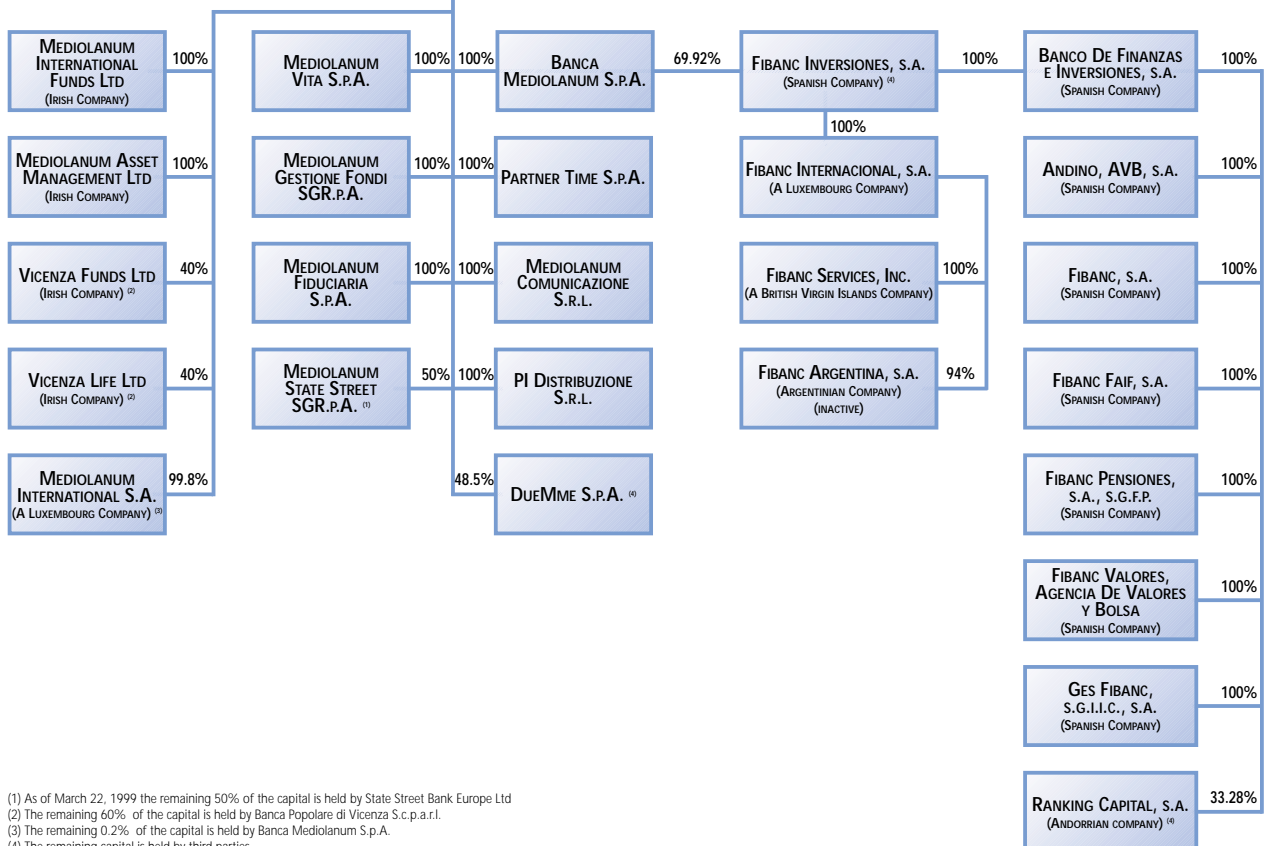 MEDIOLANUM
INTERNATIONAL
FUNDS LTD
(IRISH COMPANY)
100%
MEDIOLANUM
VITA S.P.A.
100%
100%
BANCA
MEDIOLANUM S.P.A.
69.92%
FIBANC INVERSIONES, S.A.
(SPANISH COMPANY) (4)
100%
BANCO DE FINANZAS
E INVERSIONES, S.A.
(SPANISH COMPANY)
100%
100%
MEDIOLANUM ASSET
MANAGEMENT LTD
(IRISH COMPANY)
100%
MEDIOLANUM
GESTIONE FONDI
SGR.P.A.
100%
100%
PARTNER TIME S.P.A.
FIBANC INTERNACIONAL, S.A.
(A LUXEMBOURG COMPANY)
ANDINO, AVB, S.A.
(SPANISH COMPANY)
100%
VICENZA FUNDS LTD
(IRISH COMPANY) (2)
40%
MEDIOLANUM
FIDUCIARIA
S.P.A.
100%
100%
MEDIOLANUM
COMUNICAZIONE
S.R.L.
FIBANC SERVICES, INC.
(A BRITISH VIRGIN ISLANDS COMPANY)
100%
FIBANC, S.A.
(SPANISH COMPANY)
100%
VICENZA LIFE LTD
(IRISH COMPANY) (2)
40%
MEDIOLANUM
STATE STREET
SGR.P.A. (1)
50%
100%
PI DISTRIBUZIONE
S.R.L.
FIBANC ARGENTINA, S.A.
(ARGENTINIAN COMPANY)
(INACTIVE)
94%
FIBANC FAIF, S.A.
(SPANISH COMPANY)
100%
MEDIOLANUM
INTERNATIONAL S.A.
(A LUXEMBOURG COMPANY) (3)
99.8%
48.5%
DUEMME S.P.A. (4)
FIBANC PENSIONES,
S.A., S.G.F.P.
(SPANISH COMPANY)
100%
FIBANC VALORES,
AGENCIA DE VALORES
Y BOLSA
(SPANISH COMPANY)
100%
GES FIBANC,
S.G.I.I.C., S.A.
(SPANISH COMPANY)
100%
RANKING CAPITAL, S.A.
(ANDORRIAN COMPANY) (4)
33.28%
(1) As of March 22, 1999 the remaining 50% of the capital is held by State Street Bank Europe Ltd
(2) The remaining 60% of the capital is held by Banca Popolare di Vicenza S.c.p.a.r.l.
(3) The remaining 0.2% of the capital is held by Banca Mediolanum S.p.A.
(4) The remaining capital is held by third parties